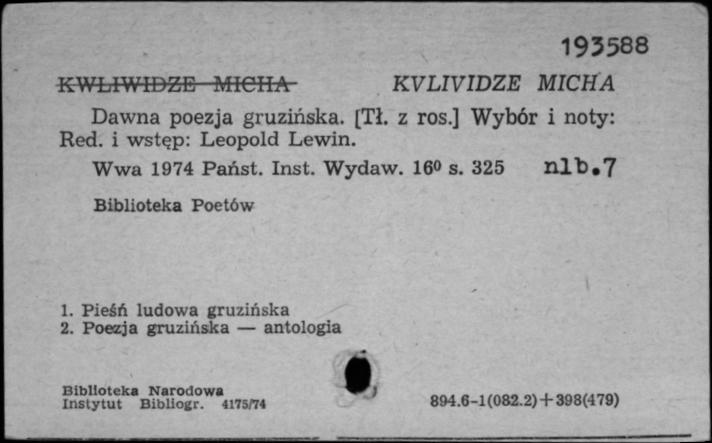 193588
KWLIWIDZE MICHA KVLIVIDZE MICHA
Dawna poezja gruzińska. [Tł. z ros.] Wybór i noty:
Red. i wstęp: Leopold Lewin.
Wwa 1974 Państ. Inst. Wydaw. 16⁰ s. 325 nlb.7
Biblioteka Poetów
1. Pieśń ludowa gruzińska
2. Poezja gruzińska — antologia
Biblioteka Narodowa
Instytut Bibliogr. 4175/74 894.6-1(082.2)+398(479)